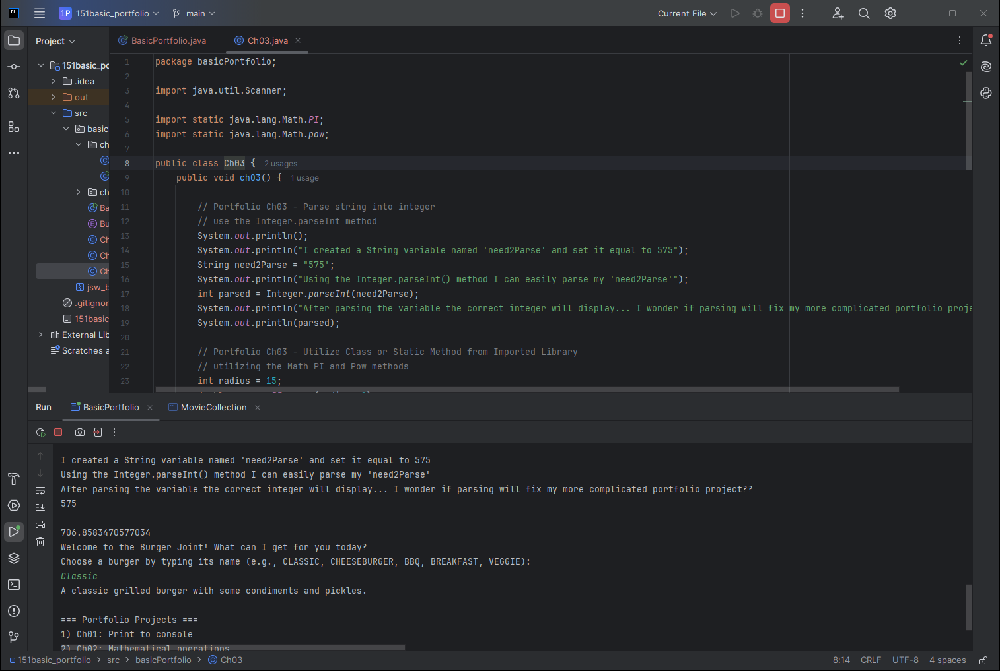 1P 151basic_portfolio main Current File
Project
BasicPortfolio.java Ch03.java
151basic_po
.idea
out
src
basic
ch
ch
Ba
Bu
Ch
Ch
Ch
jsw_b
.gitignor
151basic
External Lib
Scratches a
1 package basicPortfolio;
2
3 import java.util.Scanner;
4
5 import static java.lang.Math.PI;
6 import static java.lang.Math.pow;
7
8 public class Ch03 { 2 usages
9 public void ch03() { 1 usage
10
11 // Portfolio Ch03 - Parse string into integer
12 // use the Integer.parseInt method
13 System.out.println();
14 System.out.println("I created a String variable named 'need2Parse' and set it equal to 575");
15 String need2Parse = "575";
16 System.out.println("Using the Integer.parseInt() method I can easily parse my 'need2Parse'");
17 int parsed = Integer.parseInt(need2Parse);
18 System.out.println("After parsing the variable the correct integer will display... I wonder if parsing will fix my more complicated portfolio proje
19 System.out.println(parsed);
20
21 // Portfolio Ch03 - Utilize Class or Static Method from Imported Library
22 // utilizing the Math PI and Pow methods
23 int radius = 15;
Run BasicPortfolio MovieCollection
I created a String variable named 'need2Parse' and set it equal to 575
Using the Integer.parseInt() method I can easily parse my 'need2Parse'
After parsing the variable the correct integer will display... I wonder if parsing will fix my more complicated portfolio project??
575
706.8583470577034
Welcome to the Burger Joint! What can I get for you today?
Choose a burger by typing its name (e.g., CLASSIC, CHEESEBURGER, BBQ, BREAKFAST, VEGGIE):
Classic
A classic grilled burger with some condiments and pickles.
=== Portfolio Projects ===
1) Ch01: Print to console
2) Ch02: Mathematical operations
151basic_portfolio > src > basicPortfolio > Ch03 8:14 CRLF UTF-8 4 spaces